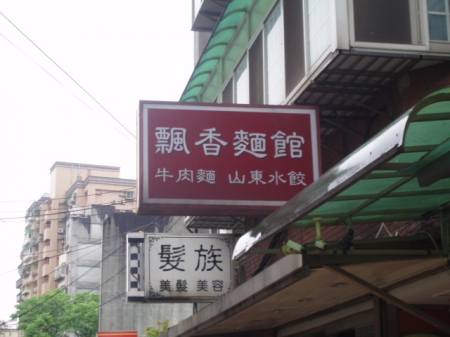 飄香麵館
牛肉麵 山東水餃
髮族
美髮 美容